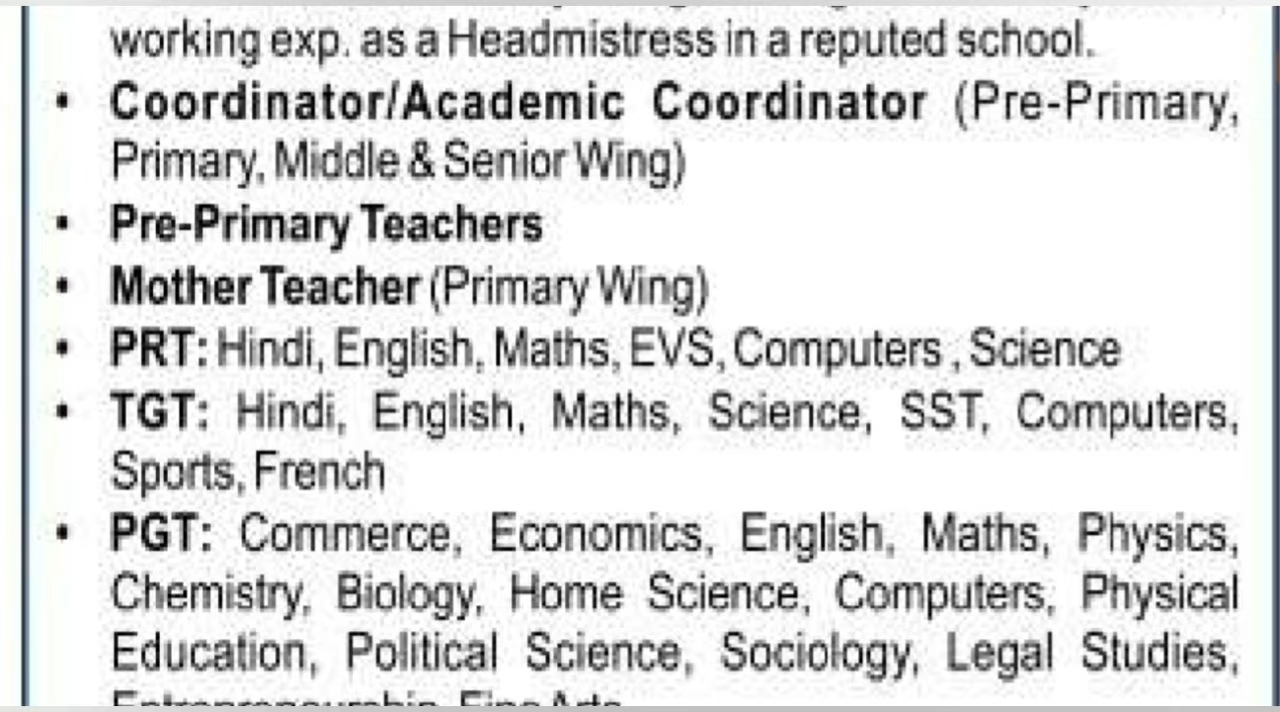 working exp. as a Headmistress in a reputed school.
• Coordinator/Academic Coordinator (Pre-Primary,
Primary, Middle & Senior Wing)
• Pre-Primary Teachers
• Mother Teacher (Primary Wing)
• PRT: Hindi, English, Maths, EVS, Computers , Science
• TGT: Hindi, English, Maths, Science, SST, Computers,
Sports, French
• PGT: Commerce, Economics, English, Maths, Physics,
Chemistry, Biology, Home Science, Computers, Physical
Education, Political Science, Sociology, Legal Studies,
Entrepreneurship, Fine Arts